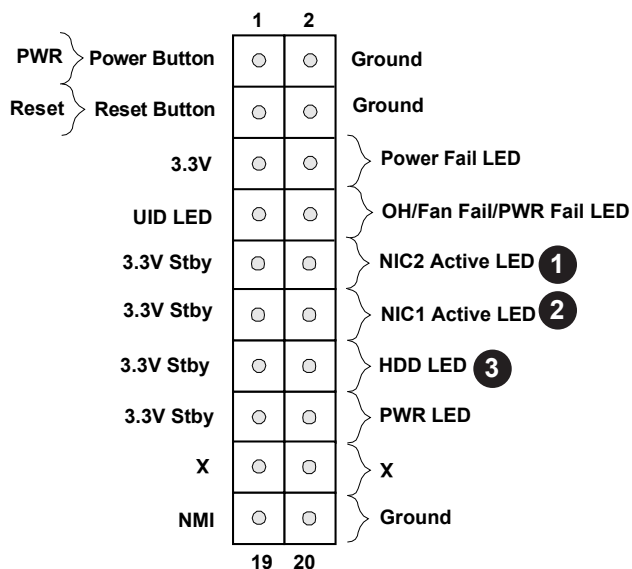 1 2
PWR Power Button Ground
Reset Reset Button Ground
3.3V Power Fail LED
UID LED OH/Fan Fail/PWR Fail LED
3.3V Stby NIC2 Active LED 1
3.3V Stby NIC1 Active LED 2
3.3V Stby HDD LED 3
3.3V Stby PWR LED
X X
NMI Ground
19 20